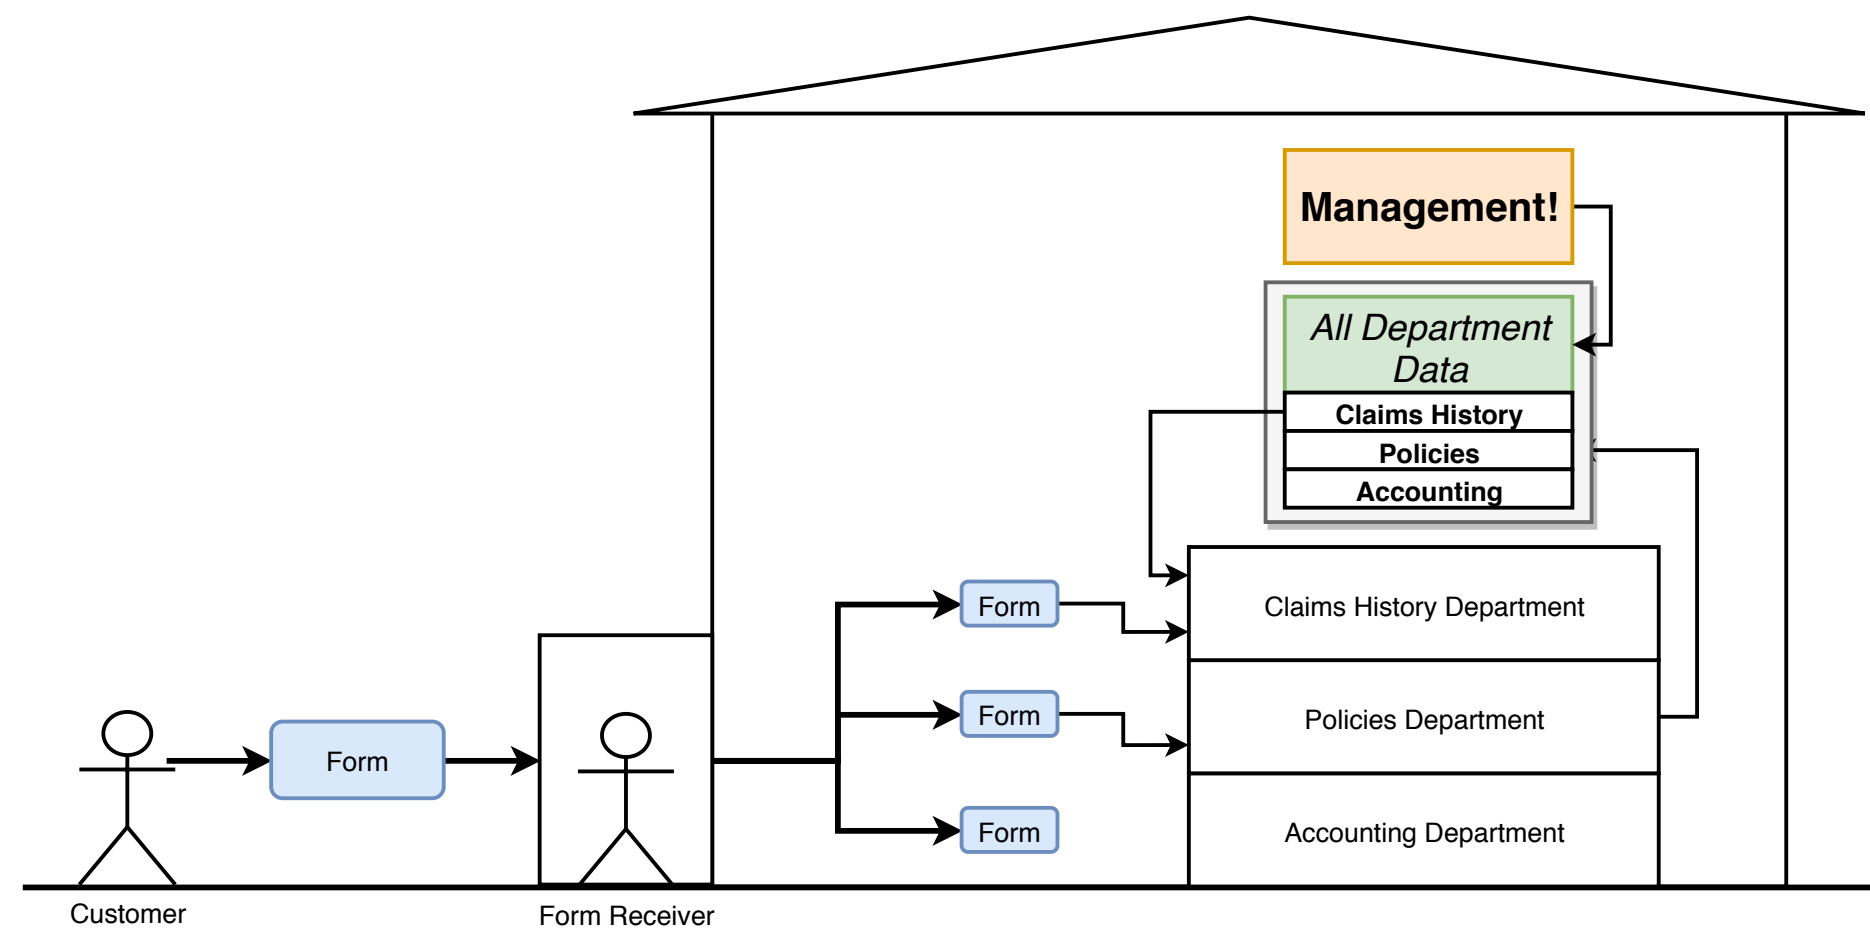 Management!
All Department
Data
Claims History
Policies
Accounting
Form
Claims History Department
Form
Policies Department
Form
Form
Accounting Department
Customer
Form Receiver